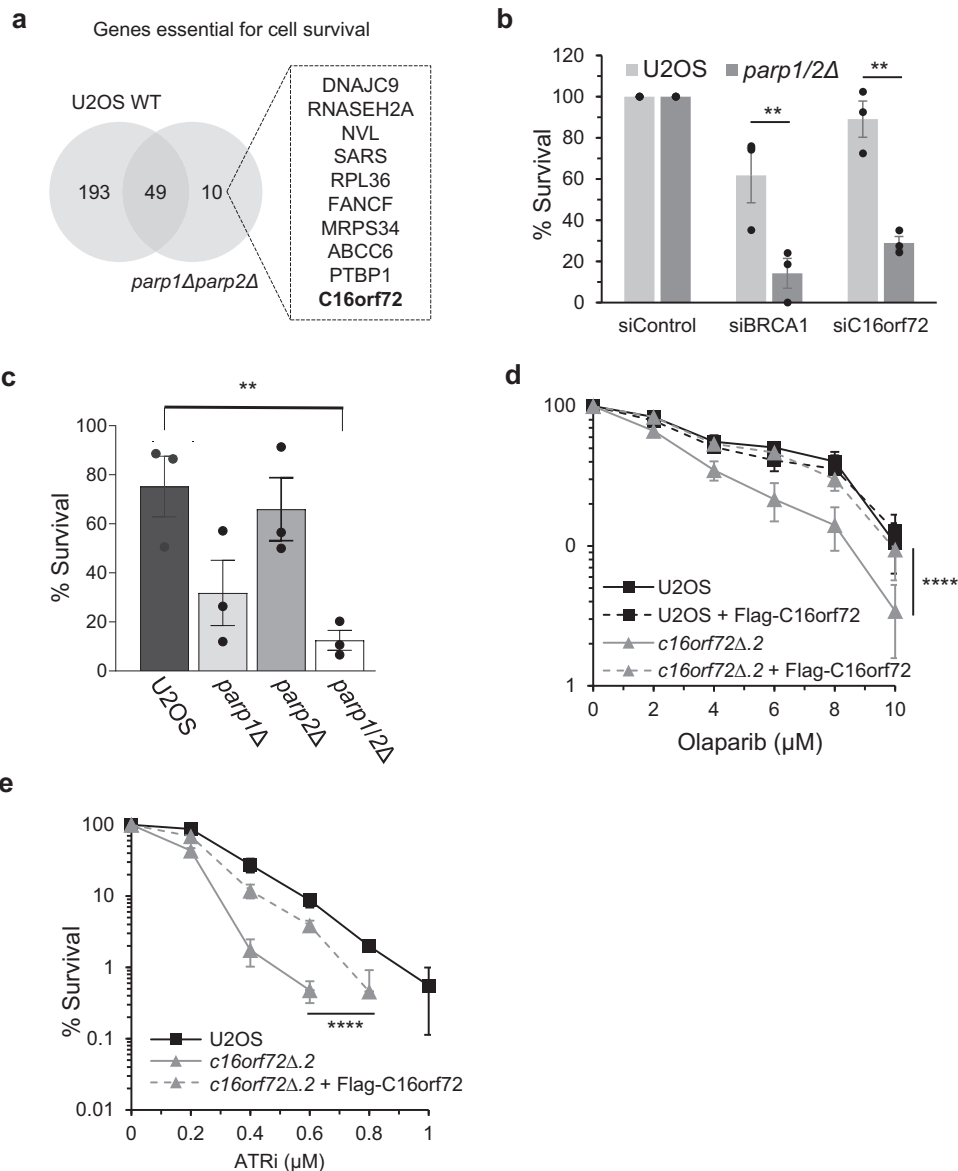 a
Genes essential for cell survival
U2OS WT
193
49
10
parp1Δparp2Δ
DNAJC9
RNASEH2A
NVL
SARS
RPL36
FANCF
MRPS34
ABCC6
PTBP1
C16orf72
b
% Survival
120
100
80
60
40
20
0
U2OS
parp1/2Δ
**
**
siControl
siBRCA1
siC16orf72
c
% Survival
100
80
60
40
20
0
**
U2OS
parp1Δ
parp2Δ
parp1/2Δ
d
100
0
1
U2OS
U2OS + Flag-C16orf72
c16orf72Δ.2
c16orf72Δ.2 + Flag-C16orf72
****
0 2 4 6 8 10
Olaparib (μM)
e
% Survival
100
10
1
0.1
0.01
****
U2OS
c16orf72Δ.2
c16orf72Δ.2 + Flag-C16orf72
0 0.2 0.4 0.6 0.8 1
ATRi (μM)